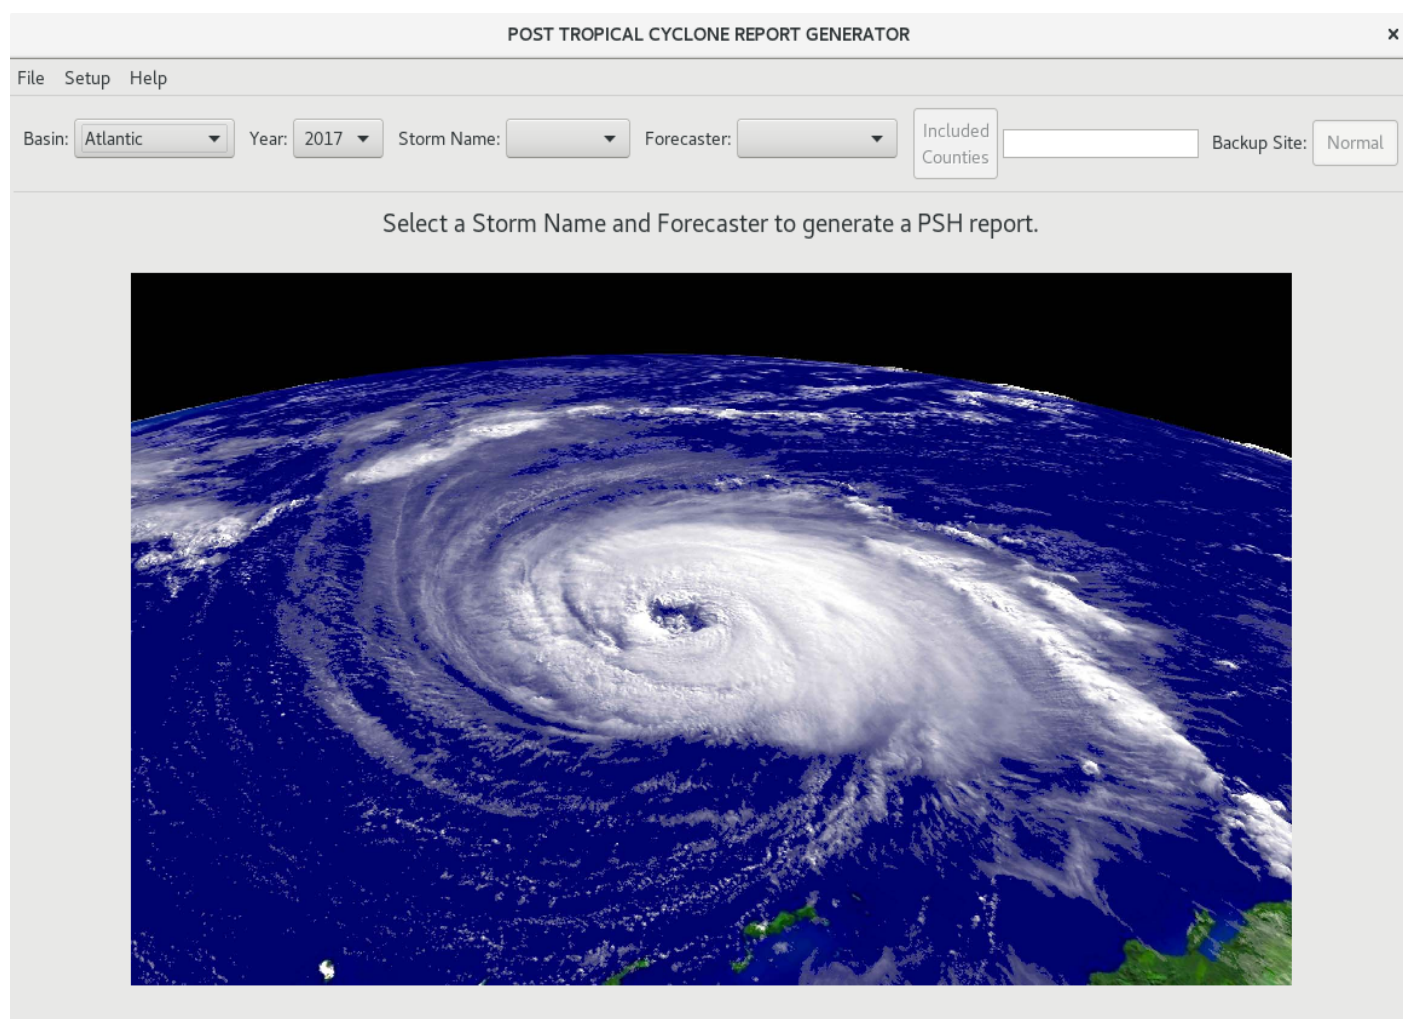 POST TROPICAL CYCLONE REPORT GENERATOR
File Setup Help
Basin: Atlantic Year: 2017 Storm Name: Forecaster: Included Counties Backup Site: Normal
Select a Storm Name and Forecaster to generate a PSH report.